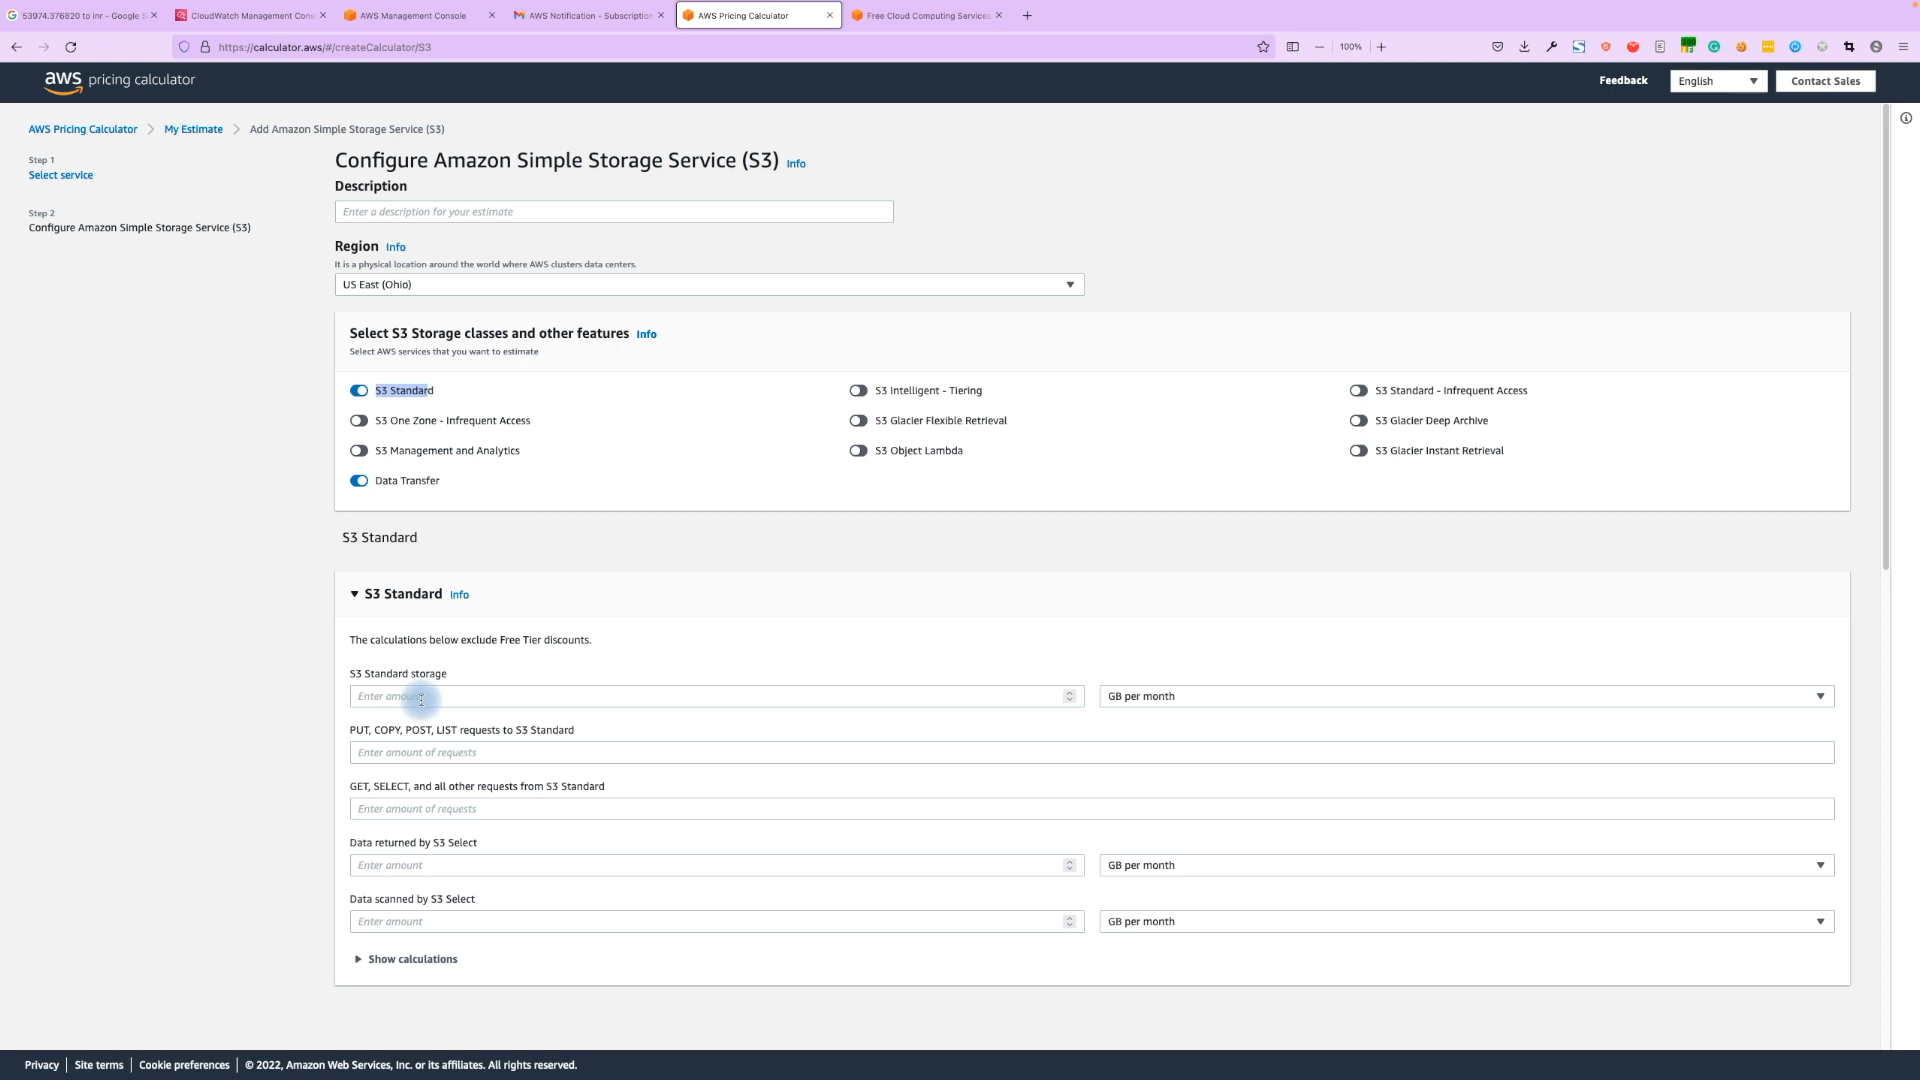 53974.376820 to inr - Google S
CloudWatch Management Cons
AWS Management Console
AWS Notification - Subscription
AWS Pricing Calculator
Free Cloud Computing Services
https://calculator.aws/#/createCalculator/S3
100%
aws pricing calculator
Feedback
English
Contact Sales
AWS Pricing Calculator > My Estimate > Add Amazon Simple Storage Service (S3)
Step 1
Select service
Step 2
Configure Amazon Simple Storage Service (S3)
Configure Amazon Simple Storage Service (S3) Info
Description
Enter a description for your estimate
Region Info
It is a physical location around the world where AWS clusters data centers.
US East (Ohio)
Select S3 Storage classes and other features Info
Select AWS services that you want to estimate
S3 Standard
S3 Intelligent - Tiering
S3 Standard - Infrequent Access
S3 One Zone - Infrequent Access
S3 Glacier Flexible Retrieval
S3 Glacier Deep Archive
S3 Management and Analytics
S3 Object Lambda
S3 Glacier Instant Retrieval
Data Transfer
S3 Standard
S3 Standard Info
The calculations below exclude Free Tier discounts.
S3 Standard storage
Enter amount
GB per month
PUT, COPY, POST, LIST requests to S3 Standard
Enter amount of requests
GET, SELECT, and all other requests from S3 Standard
Enter amount of requests
Data returned by S3 Select
Enter amount
GB per month
Data scanned by S3 Select
Enter amount
GB per month
Show calculations
Privacy | Site terms | Cookie preferences | © 2022, Amazon Web Services, Inc. or its affiliates. All rights reserved.